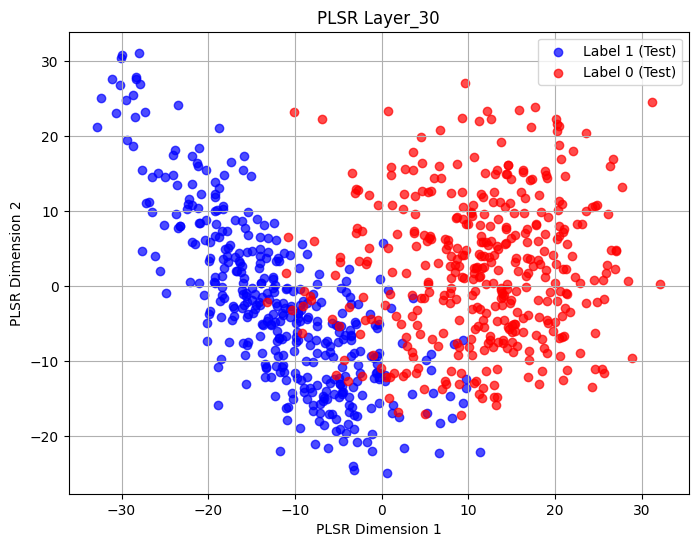 PLSR Layer_30
Label 1 (Test)
Label 0 (Test)
30
20
10
0
−10
−20
PLSR Dimension 2
−30
−20
−10
0
10
20
30
PLSR Dimension 1